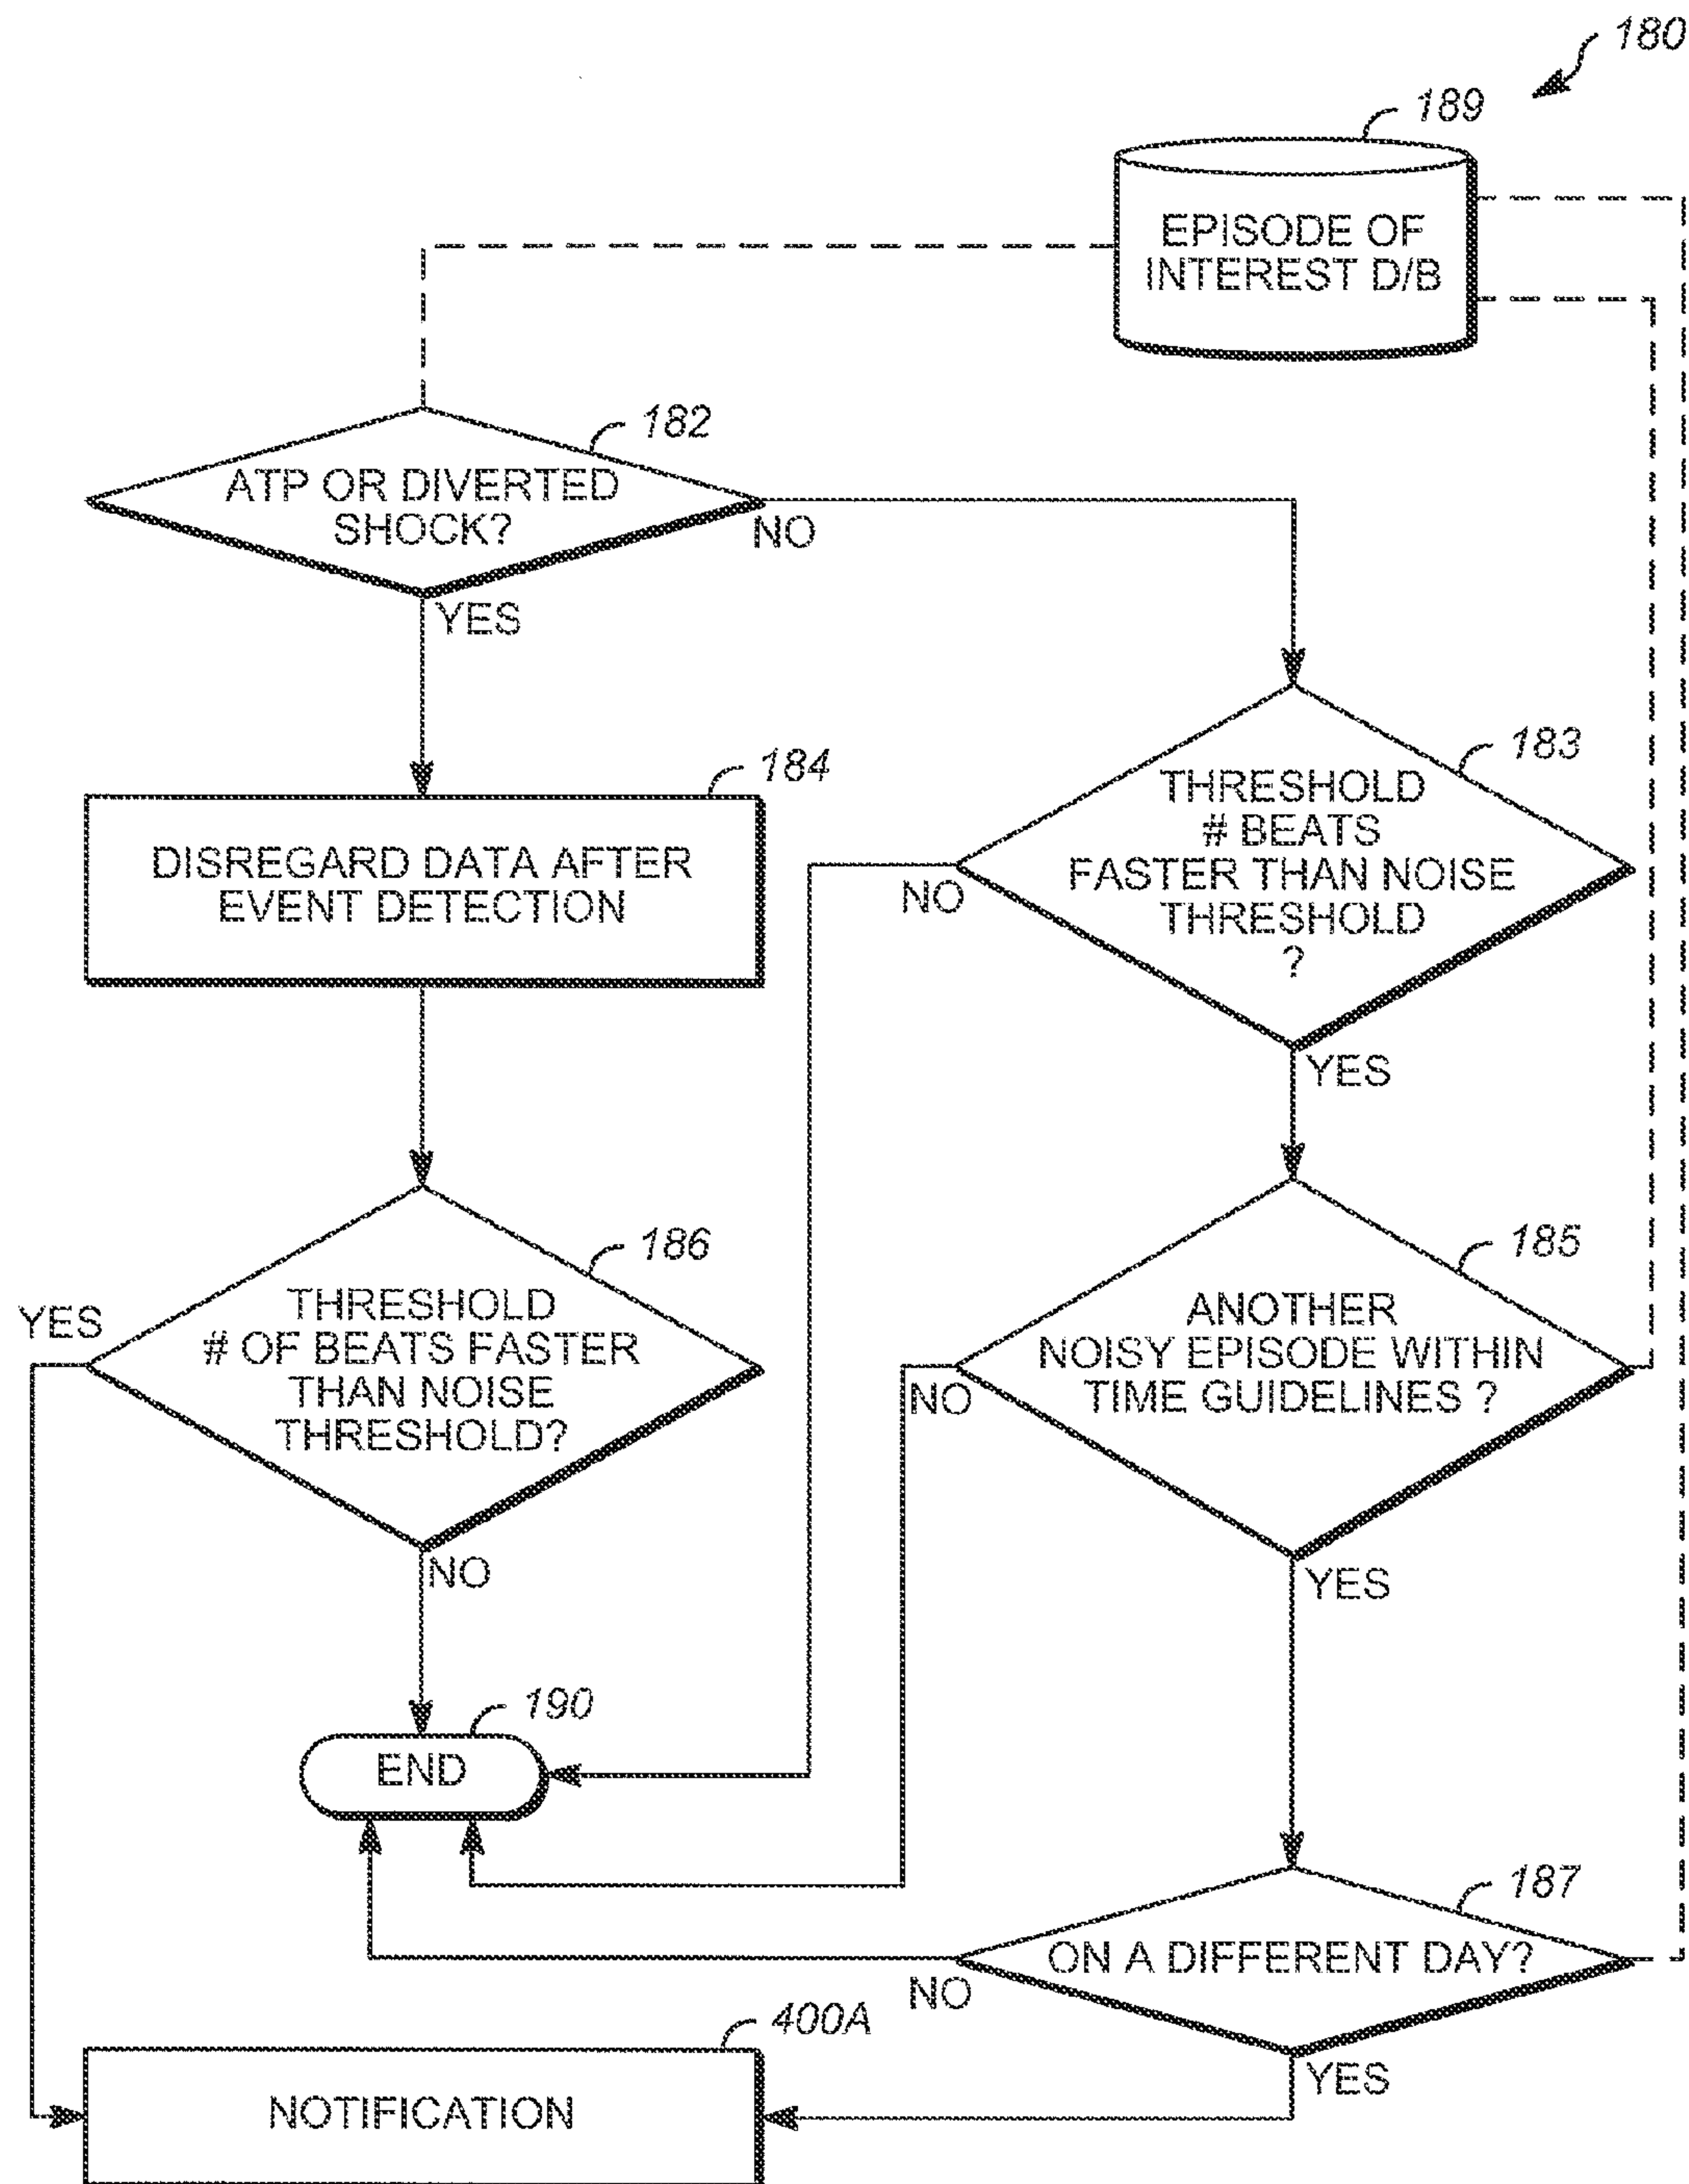 180
189
EPISODE OF
INTEREST D/B
182
ATP OR DIVERTED
SHOCK?
NO
YES
184
DISREGARD DATA AFTER
EVENT DETECTION
183
THRESHOLD
# BEATS
FASTER THAN NOISE
THRESHOLD
?
NO
YES
186
YES
THRESHOLD
# OF BEATS FASTER
THAN NOISE
THRESHOLD?
NO
185
ANOTHER
NOISY EPISODE WITHIN
TIME GUIDELINES ?
NO
YES
190
END
187
ON A DIFFERENT DAY?
NO
YES
400A
NOTIFICATION